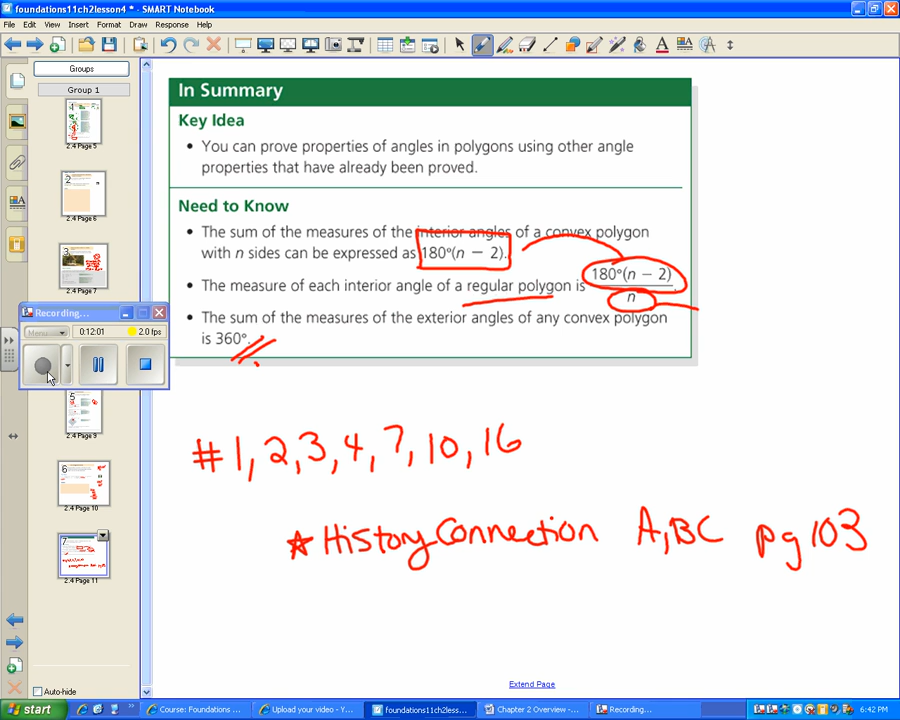 foundations11ch2lesson4 * - SMART Notebook
File Edit View Insert Format Tools Draw Response Help
Groups
Group 1
2.4 Page 5
2.4 Page 6
2.4 Page 7
Recording...
Menu
0:12:01
2.0 fps
2.4 Page 9
2.4 Page 10
2.4 Page 11
Auto-hide
In Summary
Key Idea
• You can prove properties of angles in polygons using other angle
properties that have already been proved.
Need to Know
• The sum of the measures of the interior angles of a convex polygon
with n sides can be expressed as 180°(n − 2).
• The measure of each interior angle of a regular polygon is 180°(n − 2)/n.
• The sum of the measures of the exterior angles of any convex polygon
is 360°.
#1, 2, 3, 4, 7, 10, 16
* History Connection A, BC pg 103
Extend Page
start
Course: Foundations ...
Upload your video - ...
foundations11ch2less...
Chapter 2 Overview -...
Recording...
6:42 PM